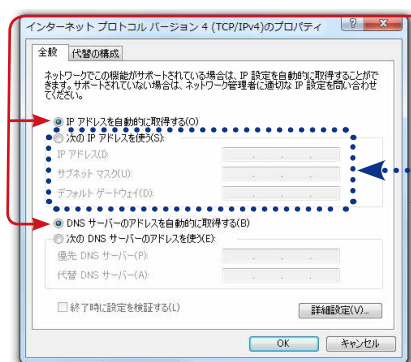 インターネット プロトコル バージョン 4 (TCP/IPv4)のプロパティ
全般
代替の構成
ネットワークでこの機能がサポートされている場合は、IP 設定を自動的に取得することがで
きます。サポートされていない場合は、ネットワーク管理者に適切な IP 設定を問い合わせ
てください。
IP アドレスを自動的に取得する(O)
次の IP アドレスを使う(S):
IP アドレス(I):
サブネット マスク(U):
デフォルト ゲートウェイ(D):
DNS サーバーのアドレスを自動的に取得する(B)
次の DNS サーバーのアドレスを使う(E):
優先 DNS サーバー(P):
代替 DNS サーバー(A):
終了時に設定を検証する(L)
詳細設定(V)...
OK
キャンセル